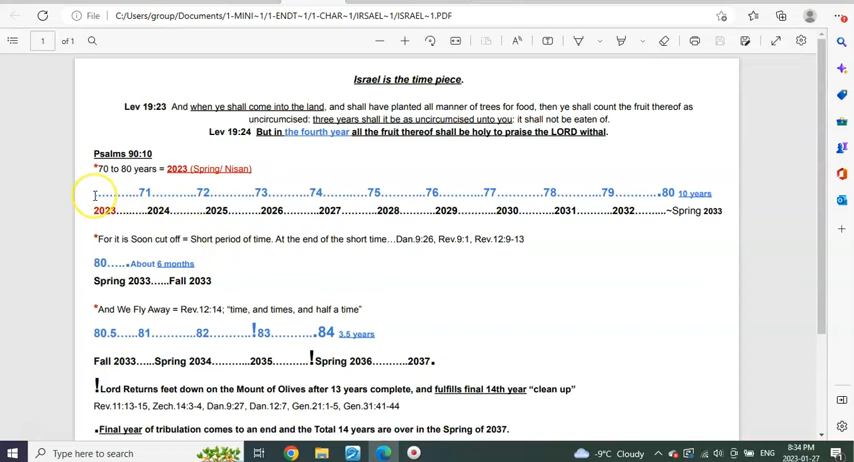 File
C:/Users/group/Documents/1-MINI~1/1-ENDT~1/1-CHAR~1/IRSAEL~1/ISRAEL~1.PDF
1 of 1
Israel is the time piece.
Lev 19:23 And when ye shall come into the land, and shall have planted all manner of trees for food, then ye shall count the fruit thereof as
uncircumcised: three years shall it be as uncircumcised unto you: it shall not be eaten of.
Lev 19:24 But in the fourth year all the fruit thereof shall be holy to praise the LORD withal.
Psalms 90:10
*70 to 80 years = 2023 (Spring/ Nisan)
...........71...........72...........73...........74...........75...........76...........77...........78...........79...........80 10 years
2023.......2024..........2025..........2026..........2027..........2028..........2029..........2030..........2031..........2032.......~Spring 2033
*For it is Soon cut off = Short period of time. At the end of the short time…Dan.9:26, Rev.9:1, Rev.12:9-13
80…...About 6 months
Spring 2033…...Fall 2033
*And We Fly Away = Rev.12:14; “time, and times, and half a time”
80.5…...81...........82..........!83...........84 3.5 years
Fall 2033…...Spring 2034...........2035..........!Spring 2036..........2037.
!Lord Returns feet down on the Mount of Olives after 13 years complete, and fulfills final 14th year “clean up”
Rev.11:13-15, Zech.14:3-4, Dan.9:27, Dan.12:7, Gen.21:1-5, Gen.31:41-44
.Final year of tribulation comes to an end and the Total 14 years are over in the Spring of 2037.
Type here to search
-9°C Cloudy
ENG
8:34 PM
2023-01-27